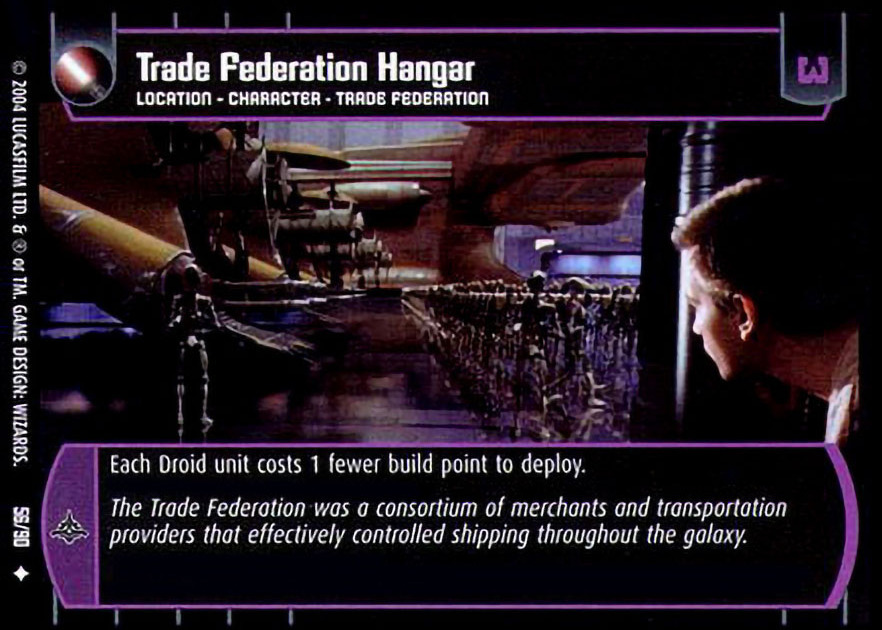 Trade Federation Hangar
LOCATION - CHARACTER - TRADE FEDERATION
3
Each Droid unit costs 1 fewer build point to deploy.
The Trade Federation was a consortium of merchants and transportation
providers that effectively controlled shipping throughout the galaxy.
© 2004 LUCASFILM LTD. & ® or TM. GAME DESIGN: WIZARDS.
56/90